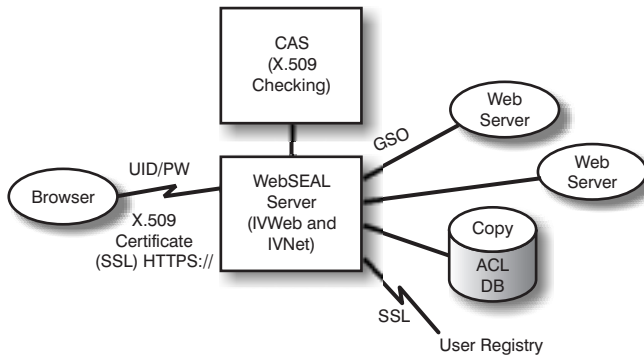 CAS
(X.509
Checking)
Web
Server
GSO
Web
Server
UID/PW
Browser
WebSEAL
Server
(IVWeb and
IVNet)
X.509
Certificate
(SSL) HTTPS://
Copy
ACL
DB
SSL
User Registry